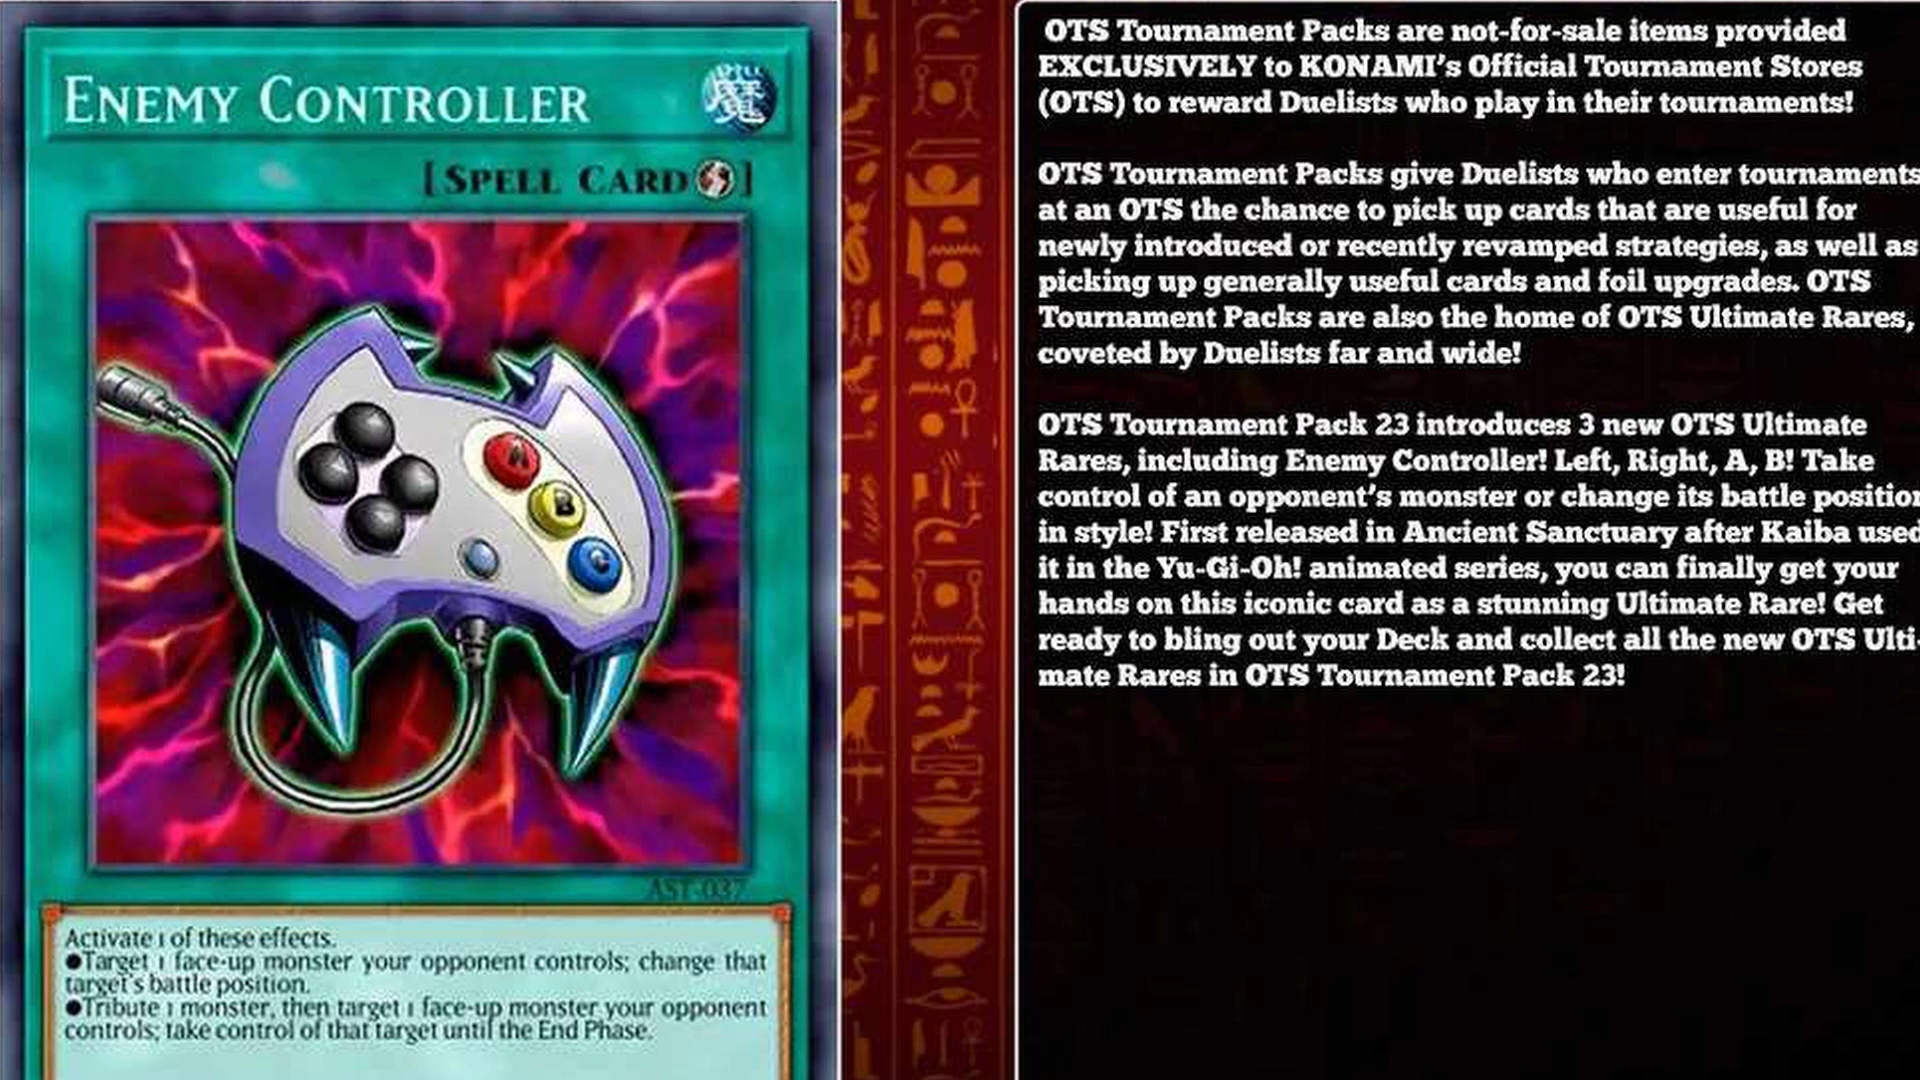 ENEMY CONTROLLER
魔
[SPELL CARD]
A
B
C
AST-037
Activate 1 of these effects.
●Target 1 face-up monster your opponent controls; change that
target's battle position.
●Tribute 1 monster, then target 1 face-up monster your opponent
controls; take control of that target until the End Phase.
OTS Tournament Packs are not-for-sale items provided
EXCLUSIVELY to KONAMI's Official Tournament Stores
(OTS) to reward Duelists who play in their tournaments!
OTS Tournament Packs give Duelists who enter tournaments
at an OTS the chance to pick up cards that are useful for
newly introduced or recently revamped strategies, as well as
picking up generally useful cards and foil upgrades. OTS
Tournament Packs are also the home of OTS Ultimate Rares,
coveted by Duelists far and wide!
OTS Tournament Pack 23 introduces 3 new OTS Ultimate
Rares, including Enemy Controller! Left, Right, A, B! Take
control of an opponent's monster or change its battle position
in style! First released in Ancient Sanctuary after Kaiba used
it in the Yu-Gi-Oh! animated series, you can finally get your
hands on this iconic card as a stunning Ultimate Rare! Get
ready to bling out your Deck and collect all the new OTS Ulti-
mate Rares in OTS Tournament Pack 23!